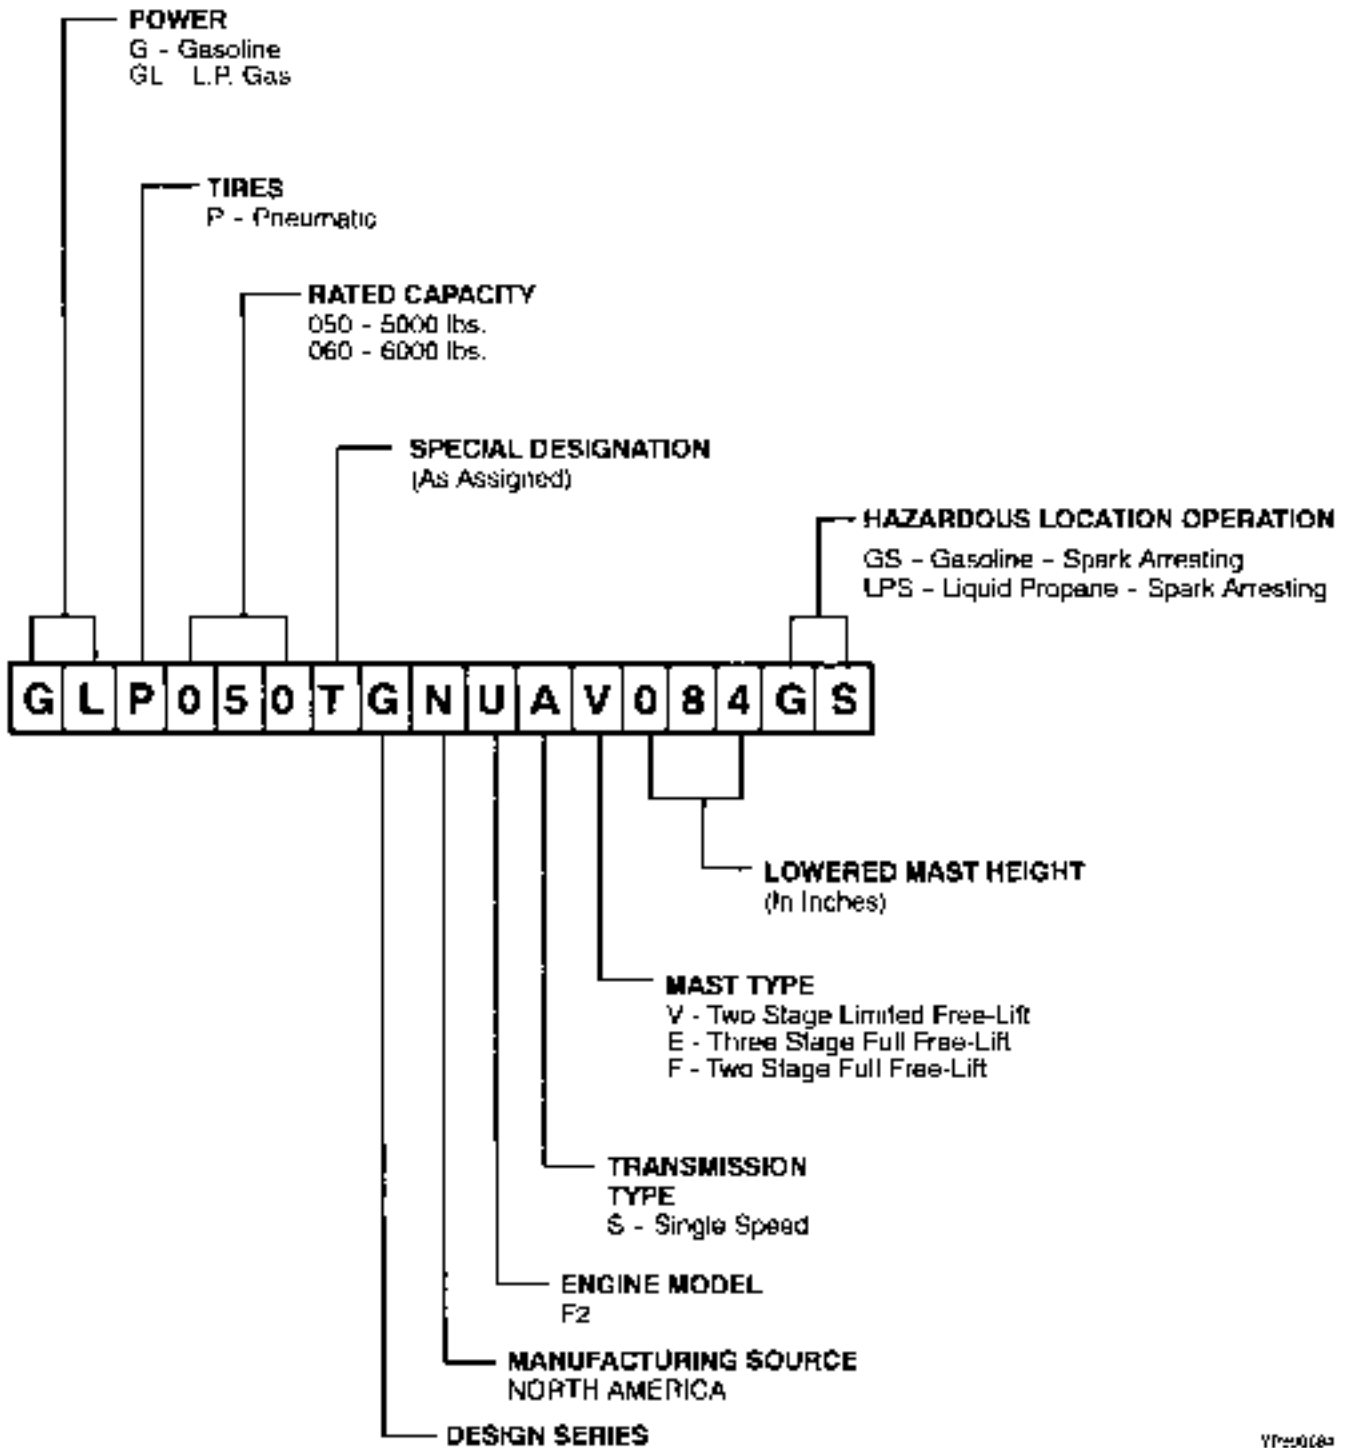 POWER
G - Gasoline
GL L.P. Gas
TIRES
P - Pneumatic
RATED CAPACITY
050 - 5000 lbs.
060 - 6000 lbs.
SPECIAL DESIGNATION
(As Assigned)
HAZARDOUS LOCATION OPERATION
GS - Gasoline - Spark Arresting
LPS - Liquid Propane - Spark Arresting
G L P 0 5 0 T G N U A V 0 8 4 G S
LOWERED MAST HEIGHT
(In Inches)
MAST TYPE
V - Two Stage Limited Free-Lift
E - Three Stage Full Free-Lift
F - Two Stage Full Free-Lift
TRANSMISSION
TYPE
S - Single Speed
ENGINE MODEL
F2
MANUFACTURING SOURCE
NORTH AMERICA
DESIGN SERIES